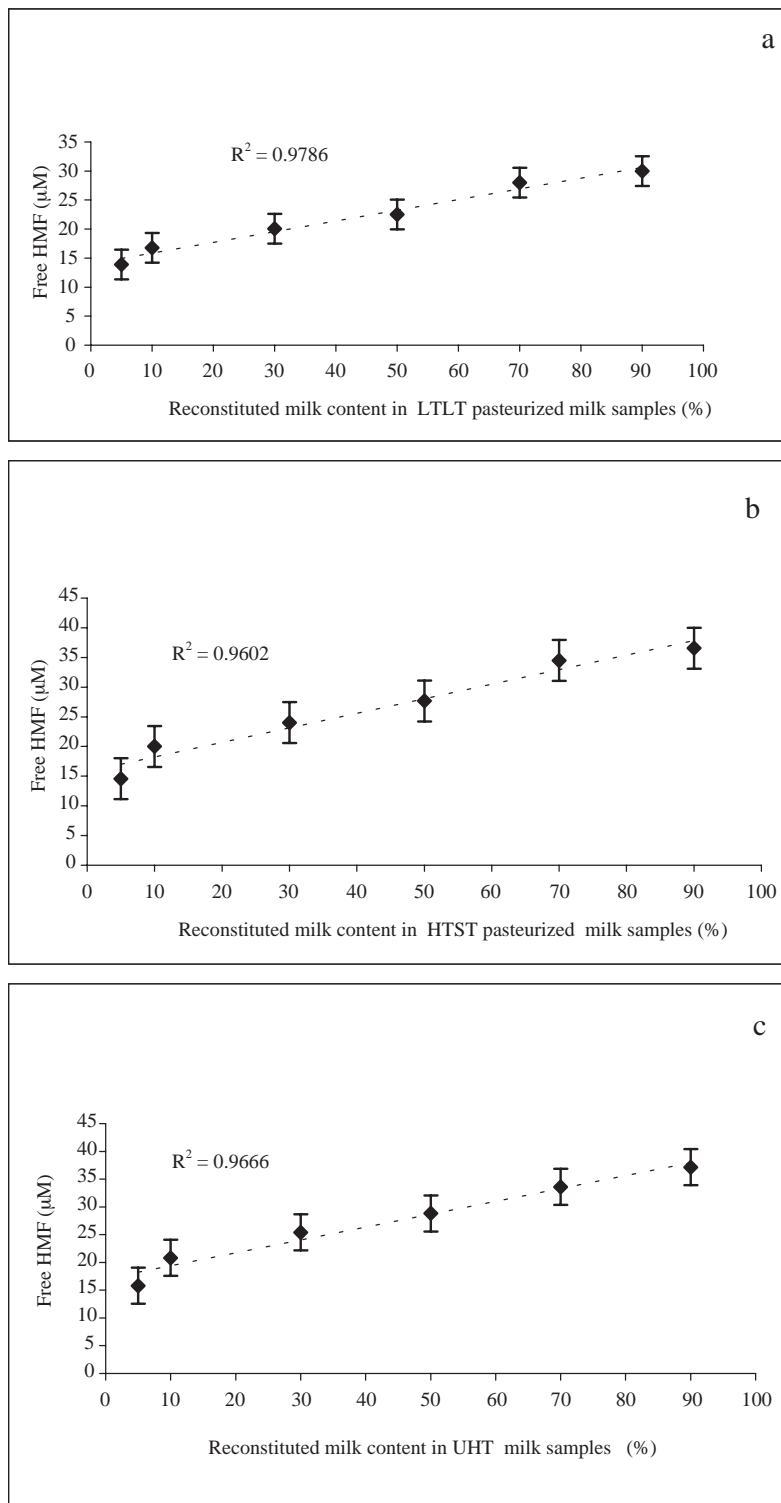 a
35
30
25
20
15
10
5
0
Free HMF (µM)
R² = 0.9786
0 10 20 30 40 50 60 70 80 90 100
Reconstituted milk content in LTLT pasteurized milk samples (%)
b
45
40
35
30
25
20
15
10
5
0
Free HMF (µM)
R² = 0.9602
0 10 20 30 40 50 60 70 80 90 100
Reconstituted milk content in HTST pasteurized milk samples (%)
c
45
40
35
30
25
20
15
10
5
0
Free HMF (µM)
R² = 0.9666
0 10 20 30 40 50 60 70 80 90 100
Reconstituted milk content in UHT milk samples (%)